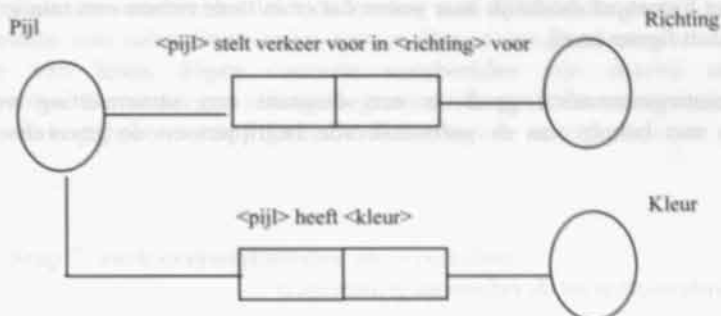 Pijl
Richting
<pijl> stelt verkeer voor in <richting> voor
Kleur
<pijl> heeft <kleur>